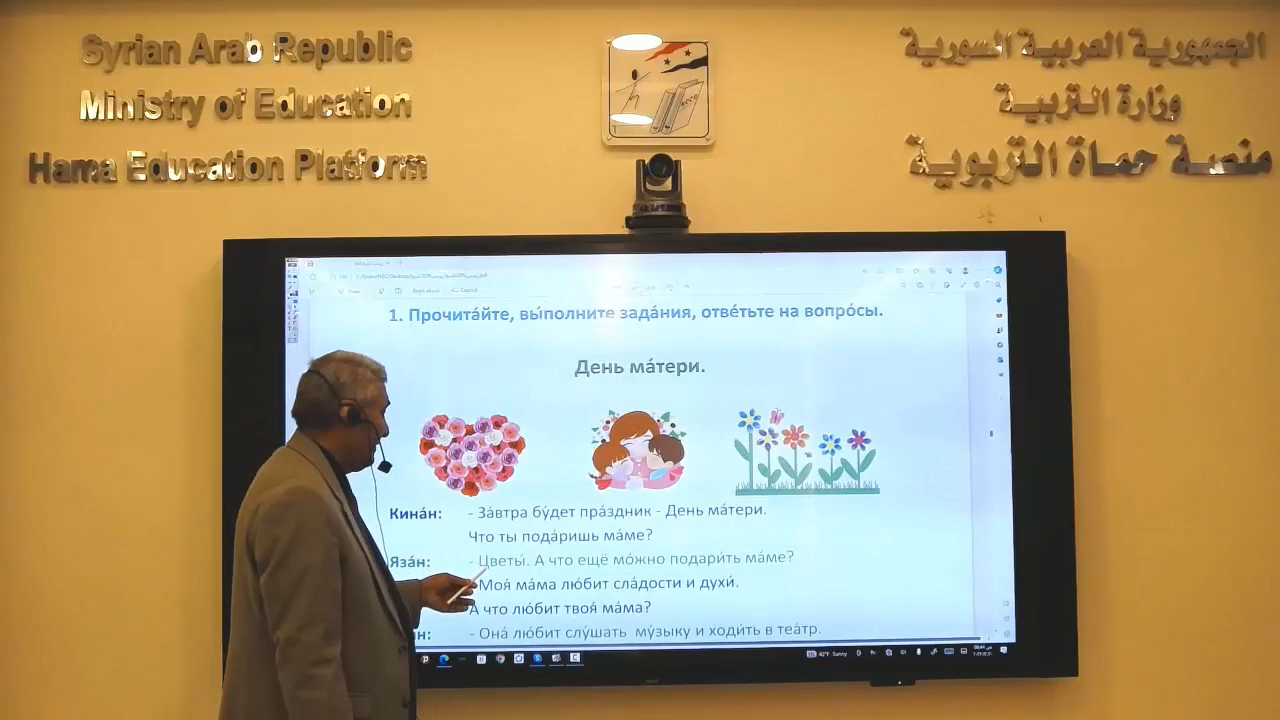 Syrian Arab Republic
Ministry of Education
Hama Education Platform
الجمهورية العربية السورية
وزارة التربية
منصة حماة التربوية
1. Прочита́йте, вы́полните зада́ния, отве́тьте на вопро́сы.
День ма́тери.
Кина́н: - За́втра бу́дет пра́здник - День ма́тери.
Что ты пода́ришь ма́ме?
Яза́н: - Цветы́. А что ещё мо́жно подари́ть ма́ме?
Моя́ ма́ма лю́бит сла́дости и духи́.
А что лю́бит твоя́ ма́ма?
- Она́ лю́бит слу́шать му́зыку и ходи́ть в теа́тр.
42°F Sunny